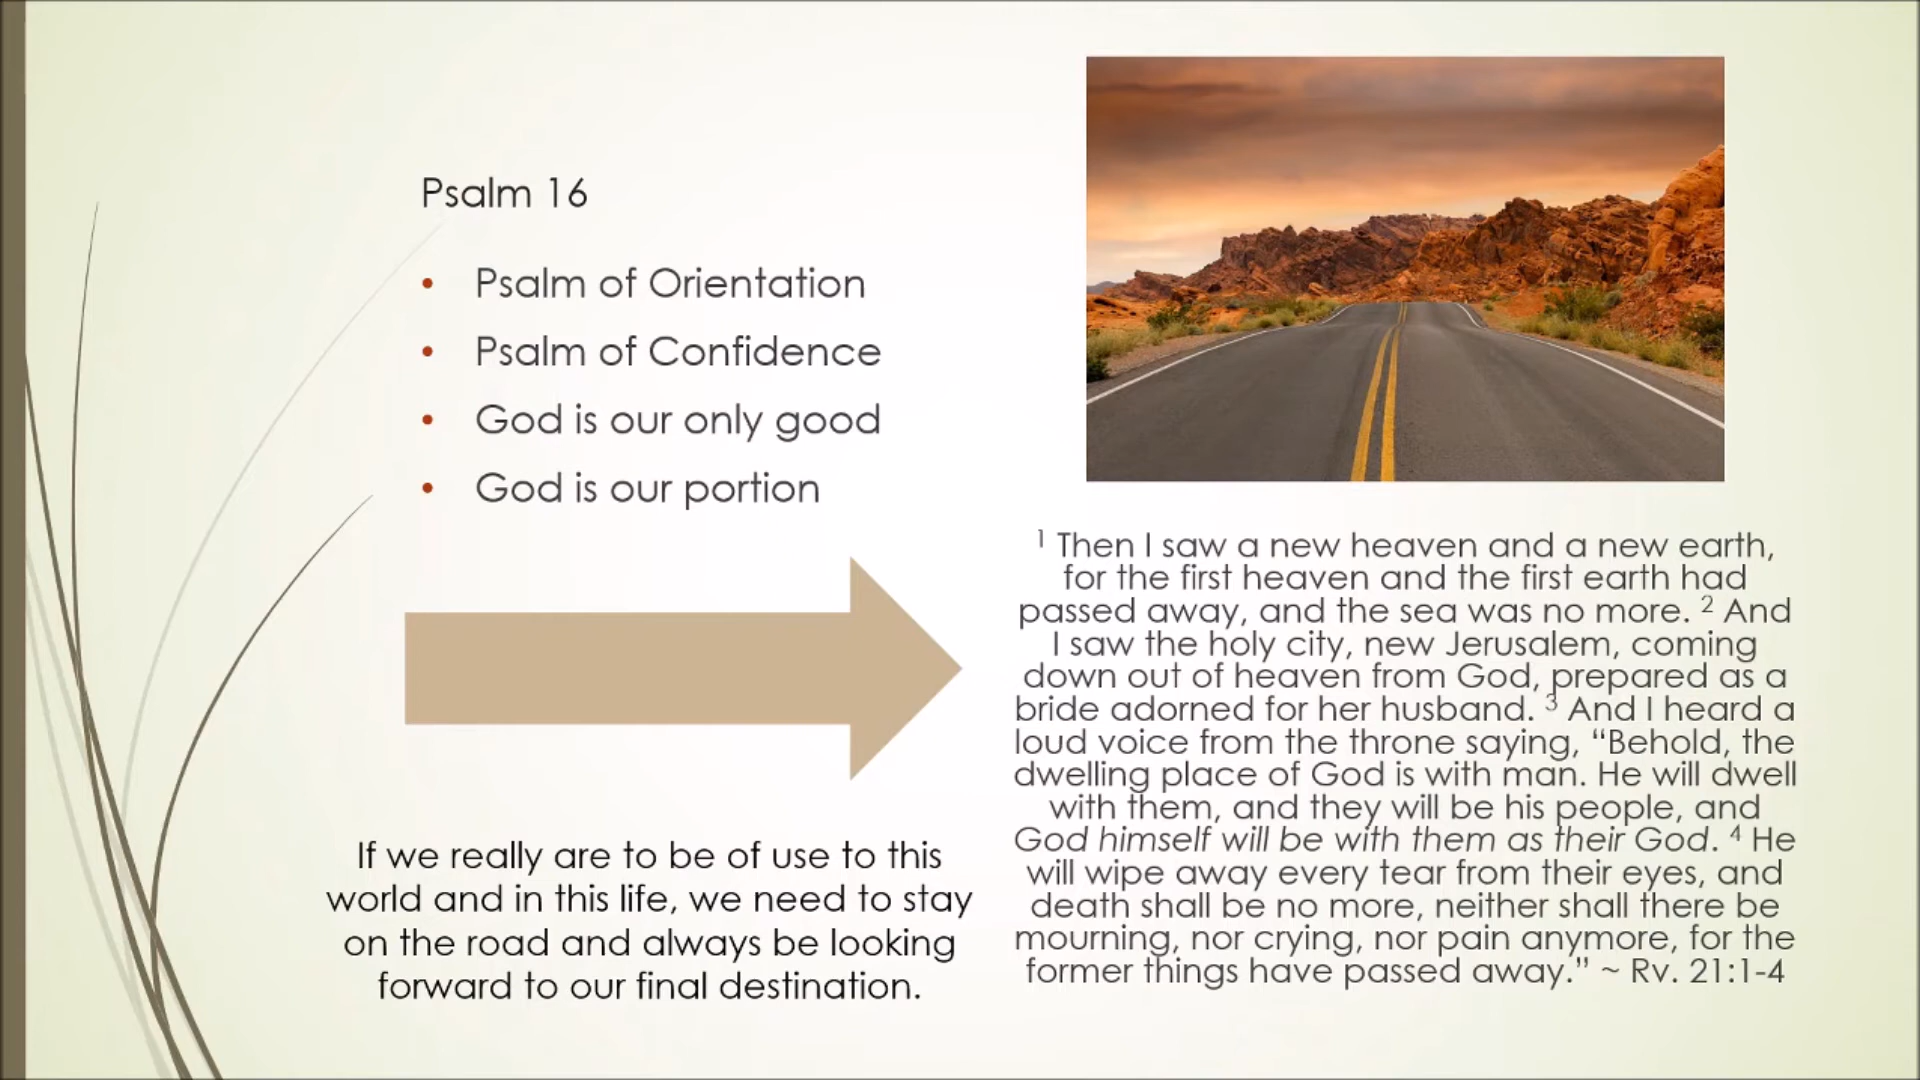 Psalm 16
• Psalm of Orientation
• Psalm of Confidence
• God is our only good
• God is our portion
If we really are to be of use to this
world and in this life, we need to stay
on the road and always be looking
forward to our final destination.
¹ Then I saw a new heaven and a new earth,
for the first heaven and the first earth had
passed away, and the sea was no more. ² And
I saw the holy city, new Jerusalem, coming
down out of heaven from God, prepared as a
bride adorned for her husband. ³ And I heard a
loud voice from the throne saying, “Behold, the
dwelling place of God is with man. He will dwell
with them, and they will be his people, and
God himself will be with them as their God. ⁴ He
will wipe away every tear from their eyes, and
death shall be no more, neither shall there be
mourning, nor crying, nor pain anymore, for the
former things have passed away.” ~ Rv. 21:1-4